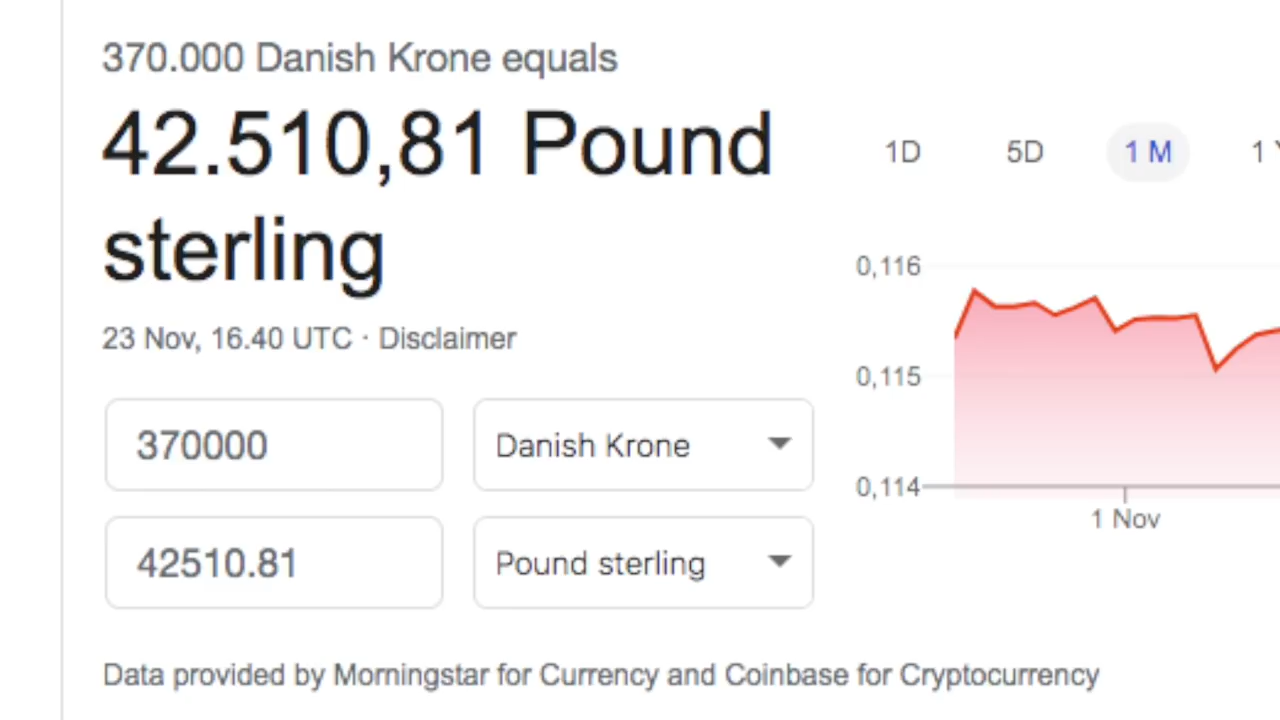 370.000 Danish Krone equals
42.510,81 Pound
sterling
23 Nov, 16.40 UTC · Disclaimer
370000
Danish Krone
42510.81
Pound sterling
1D 5D 1 M 1 Y
0,116
0,115
0,114
1 Nov
Data provided by Morningstar for Currency and Coinbase for Cryptocurrency